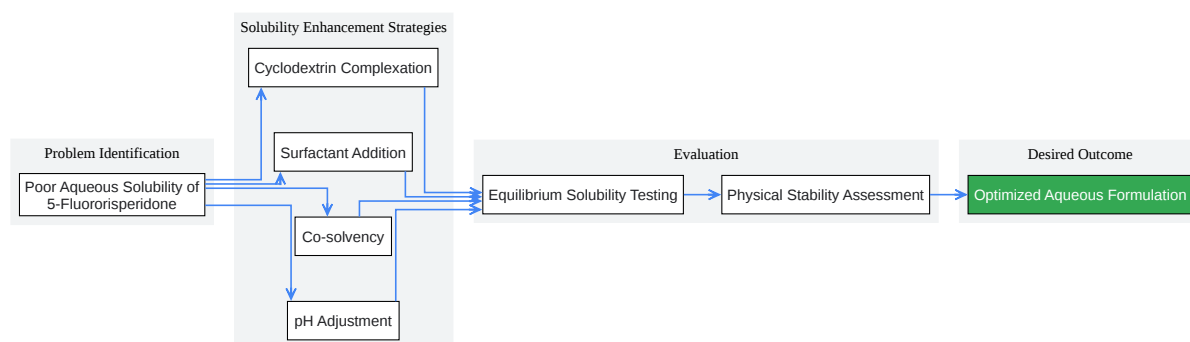 Solubility Enhancement Strategies
Cyclodextrin Complexation
Problem Identification
Surfactant Addition
Evaluation
Desired Outcome
Poor Aqueous Solubility of
5-Fluororisperidone
Equilibrium Solubility Testing
Physical Stability Assessment
Optimized Aqueous Formulation
Co-solvency
pH Adjustment